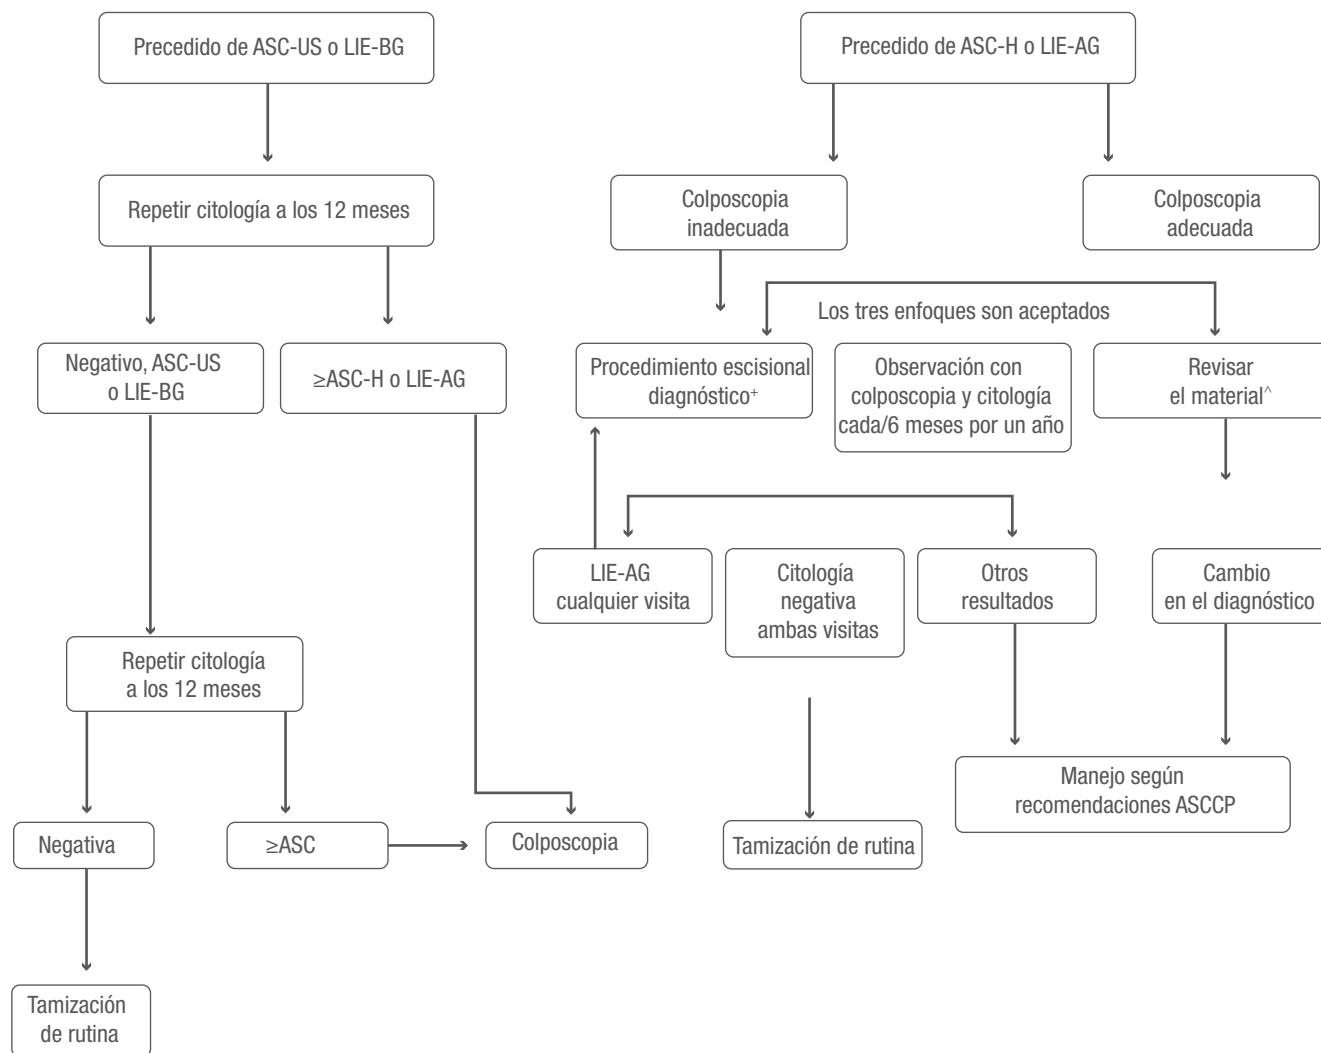 Precedido de ASC-US o LIE-BG
Precedido de ASC-H o LIE-AG
Repetir citología a los 12 meses
Colposcopia
inadecuada
Colposcopia
adecuada
Los tres enfoques son aceptados
Negativo, ASC-US
o LIE-BG
≥ASC-H o LIE-AG
Procedimiento escisional
diagnóstico+
Observación con
colposcopia y citología
cada/6 meses por un año
Revisar
el material^
LIE-AG
cualquier visita
Citología
negativa
ambas visitas
Otros
resultados
Cambio
en el diagnóstico
Repetir citología
a los 12 meses
Manejo según
recomendaciones ASCCP
Negativa
≥ASC
Colposcopia
Tamización de rutina
Tamización
de rutina